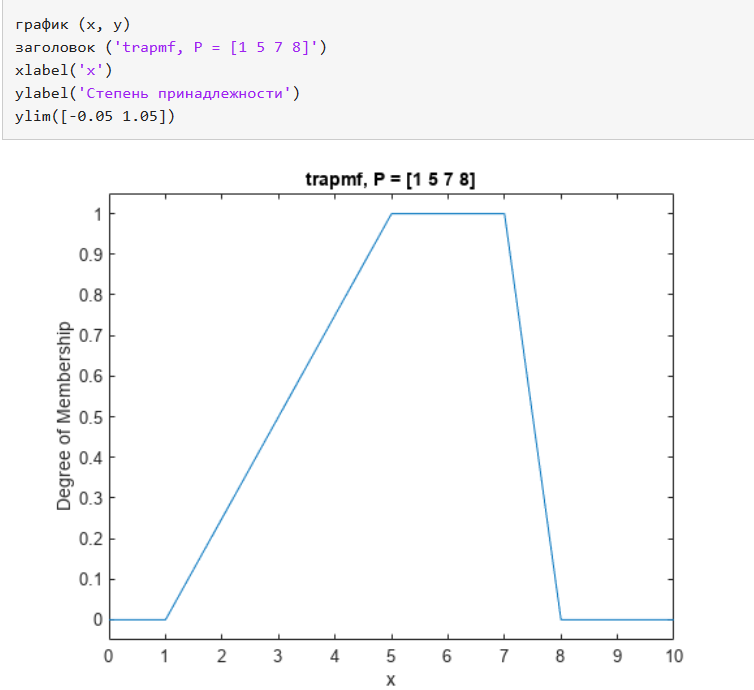 график (x, y)
заголовок ('trapmf, P = [1 5 7 8]')
xlabel('x')
ylabel('Степень принадлежности')
ylim([-0.05 1.05])
trapmf, P = [1 5 7 8]
Degree of Membership
1
0.9
0.8
0.7
0.6
0.5
0.4
0.3
0.2
0.1
0
0 1 2 3 4 5 6 7 8 9 10
x